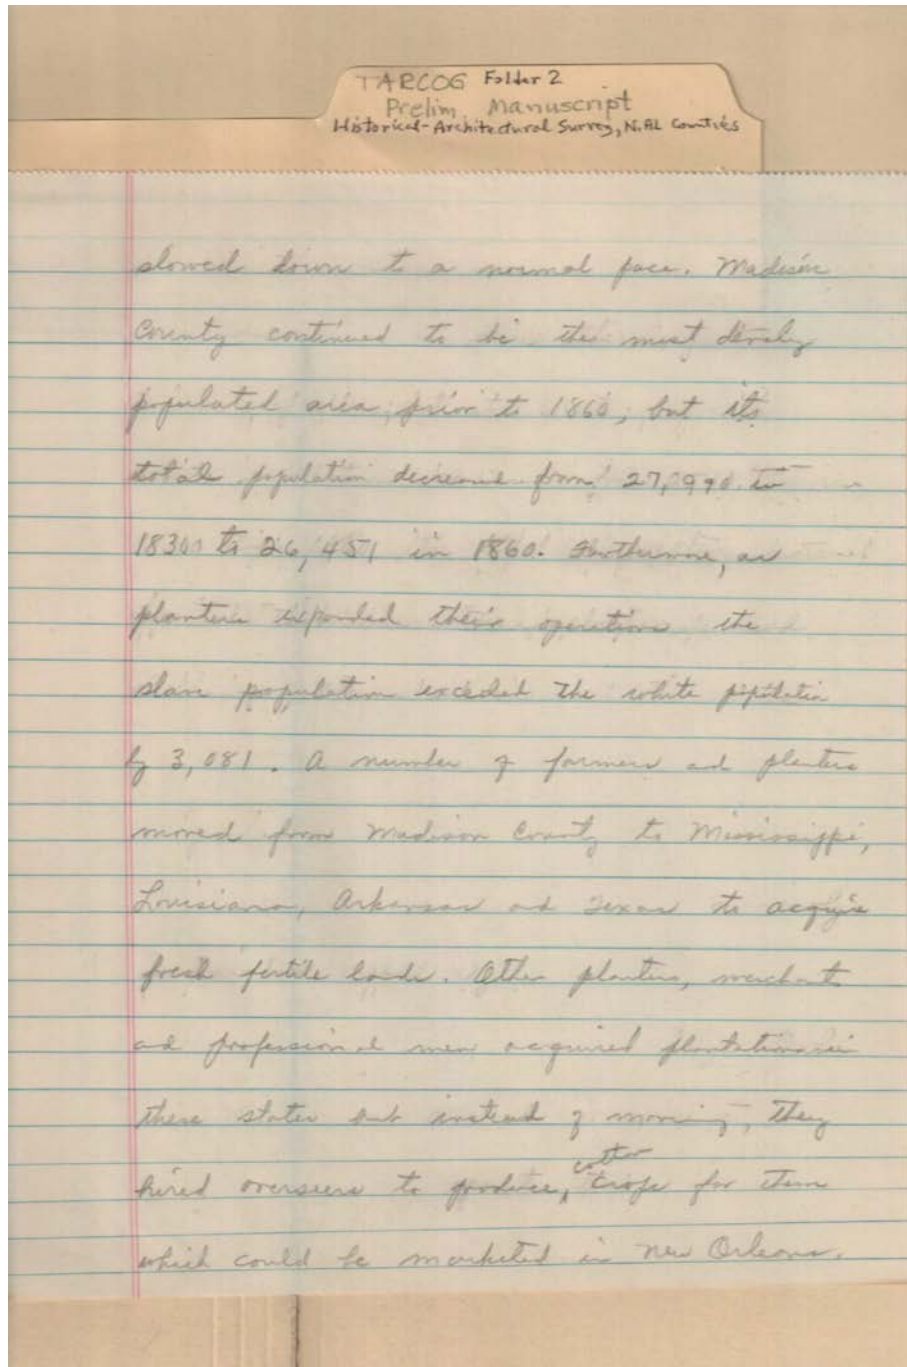 TARCOG Folder 2
Prelim Manuscript
Historical-Architectural Survey, N. AL Counties
slowed down to a normal pace. Madison
County continued to be the most densely
populated area prior to 1860, but its
total population decreased from 27,990 in
1830 to 26,451 in 1860. Furthermore, as
planters expanded their operations the
slave population exceded the white population
by 3,081. A number of farmers and planters
moved from Madison County to Mississippi,
Louisiana, Arkansas and Texas to acquire
fresh fertile lands. Other planters, merchants
and professional men acquired plantations in
these states but instead of moving, they
hired overseers to produce, cotton crops for them
which could be marketed in New Orleans.